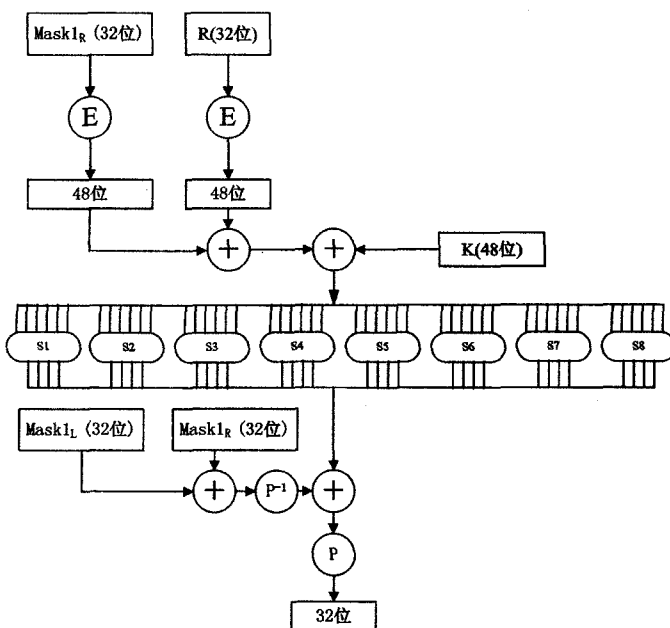 Mask1R (32位)
R(32位)
E
E
48位
48位
+
+
K(48位)
S1
S2
S3
S4
S5
S6
S7
S8
Mask1L (32位)
Mask1R (32位)
+
P-1
+
P
32位